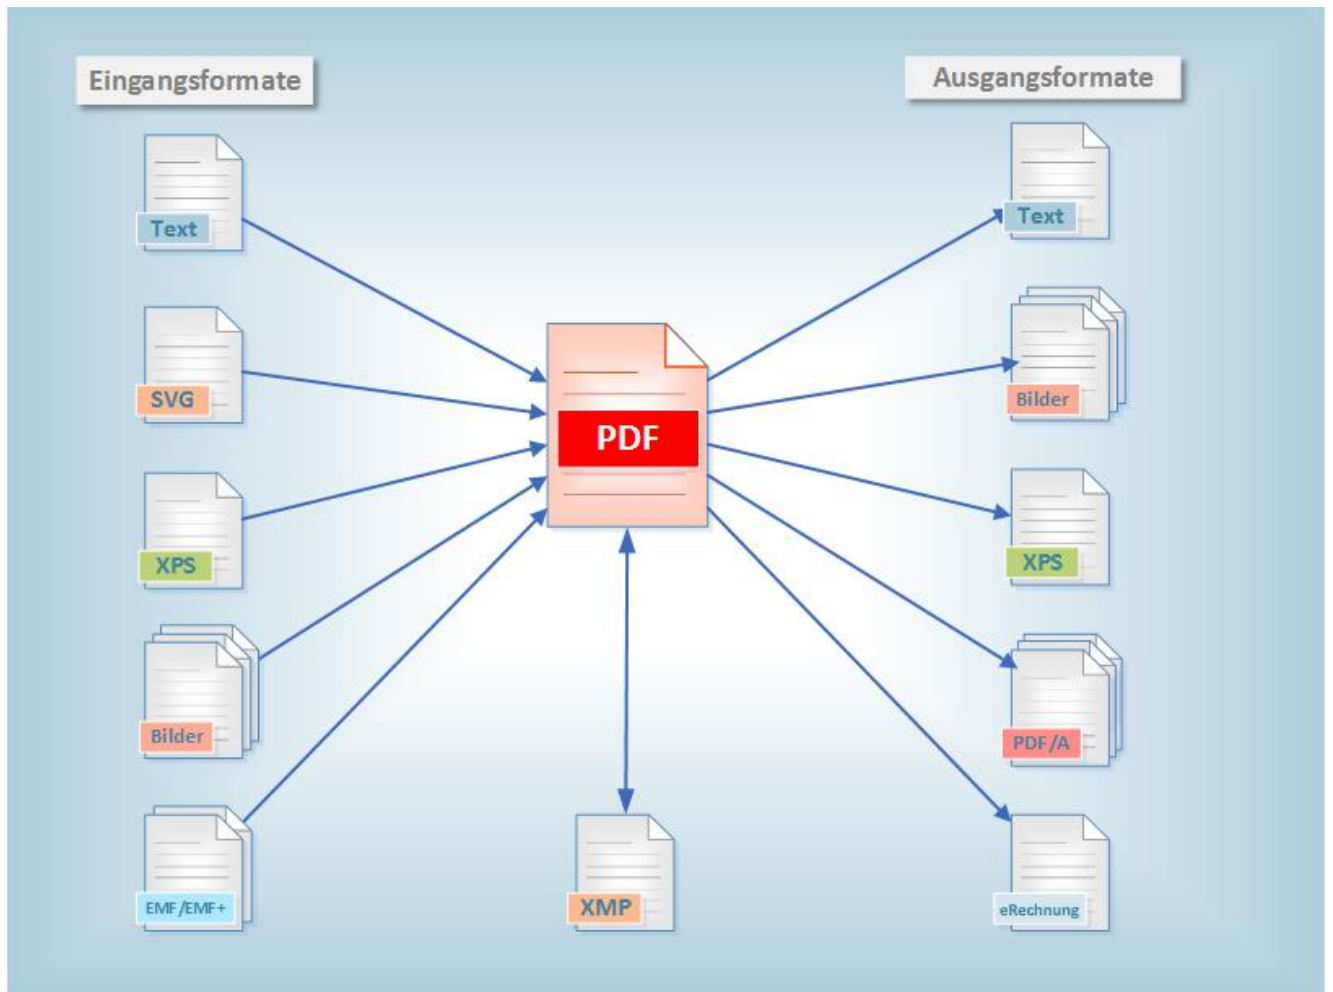 Eingangsformate
Ausgangsformate
Text
SVG
XPS
Bilder
EMF/EMF+
PDF
XMP
Text
Bilder
XPS
PDF/A
eRechnung